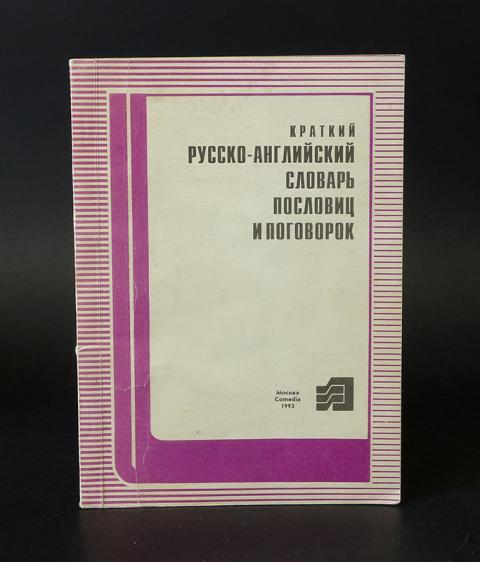 КРАТКИЙ
РУССКО-АНГЛИЙСКИЙ
СЛОВАРЬ
ПОСЛОВИЦ
И ПОГОВОРОК
Москва
Comedia
1993